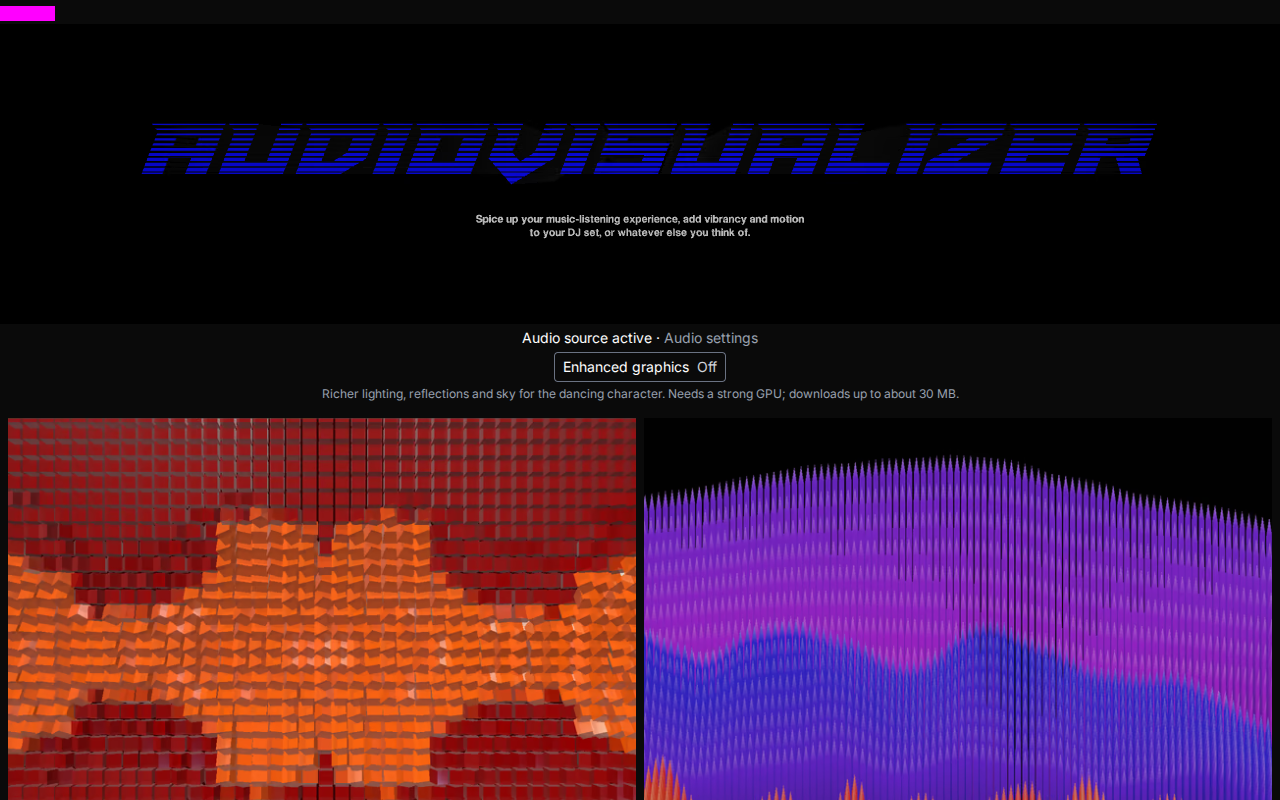 AUDIOVISUALIZER
Spice up your music-listening experience, add vibrancy and motion
to your DJ set, or whatever else you think of.
Audio source active · Audio settings
Enhanced graphics Off
Richer lighting, reflections and sky for the dancing character. Needs a strong GPU; downloads up to about 30 MB.